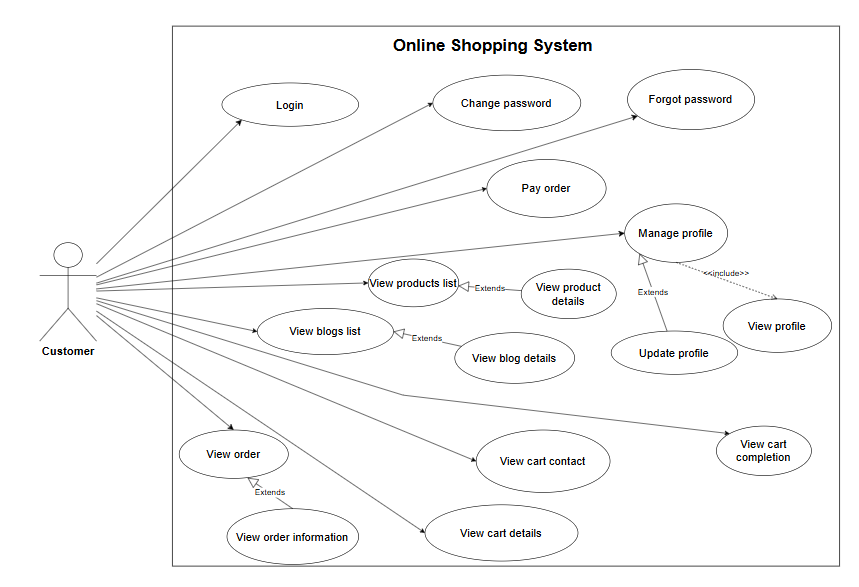 Online Shopping System
Login
Change password
Forgot password
Pay order
Manage profile
<<include>>
View products list
Extends
View product
details
Extends
View profile
View blogs list
Extends
View blog details
Update profile
Customer
View order
View cart contact
View cart
completion
Extends
View order information
View cart details